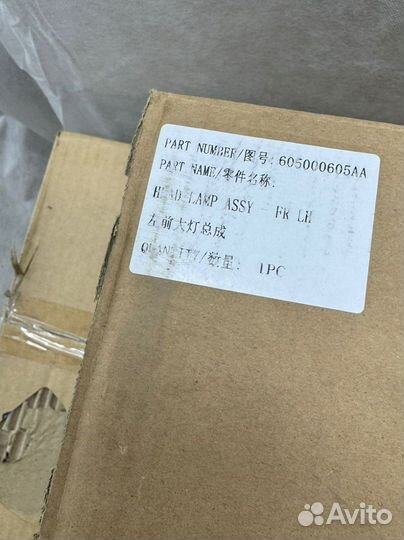 PART NUMBER/图号: 605000605AA
PART NAME/零件名称:
HEAD LAMP ASSY - FR LH
左前大灯总成
QUANTITY/数量: 1PC
Avito